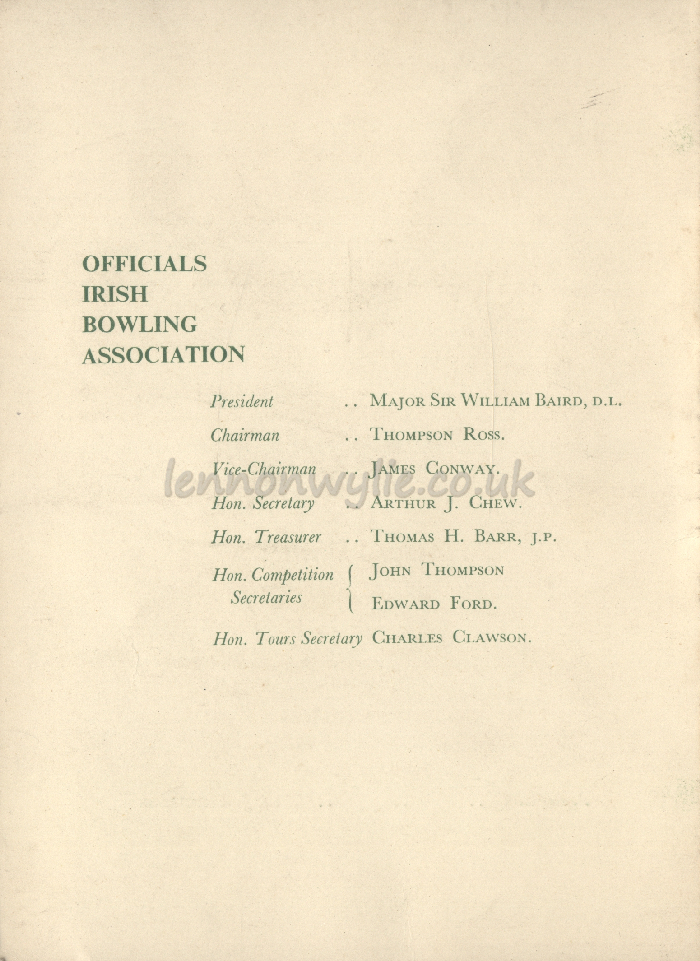 OFFICIALS
IRISH
BOWLING
ASSOCIATION
President .. MAJOR SIR WILLIAM BAIRD, D.L.
Chairman .. THOMPSON ROSS.
Vice-Chairman .. JAMES CONWAY.
lennonwylie.co.uk
Hon. Secretary .. ARTHUR J. CHEW.
Hon. Treasurer .. THOMAS H. BARR, J.P.
Hon. Competition Secretaries { JOHN THOMPSON
EDWARD FORD.
Hon. Tours Secretary CHARLES CLAWSON.